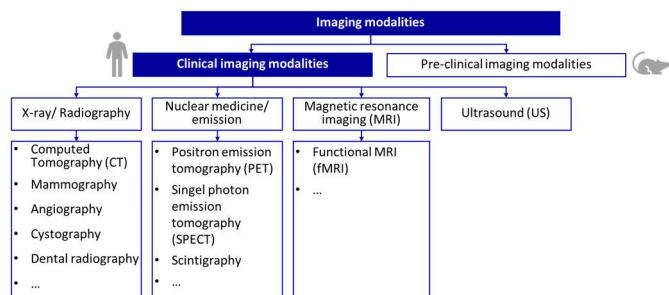 Imaging modalities
Clinical imaging modalities
Pre-clinical imaging modalities
X-ray/ Radiography
Nuclear medicine/
emission
Magnetic resonance
imaging (MRI)
Ultrasound (US)
• Computed
Tomography (CT)
• Mammography
• Angiography
• Cystography
• Dental radiography
• ...
• Positron emission
tomography (PET)
• Singel photon
emission
tomography
(SPECT)
• Scintigraphy
• ...
• Functional MRI
(fMRI)
• ...